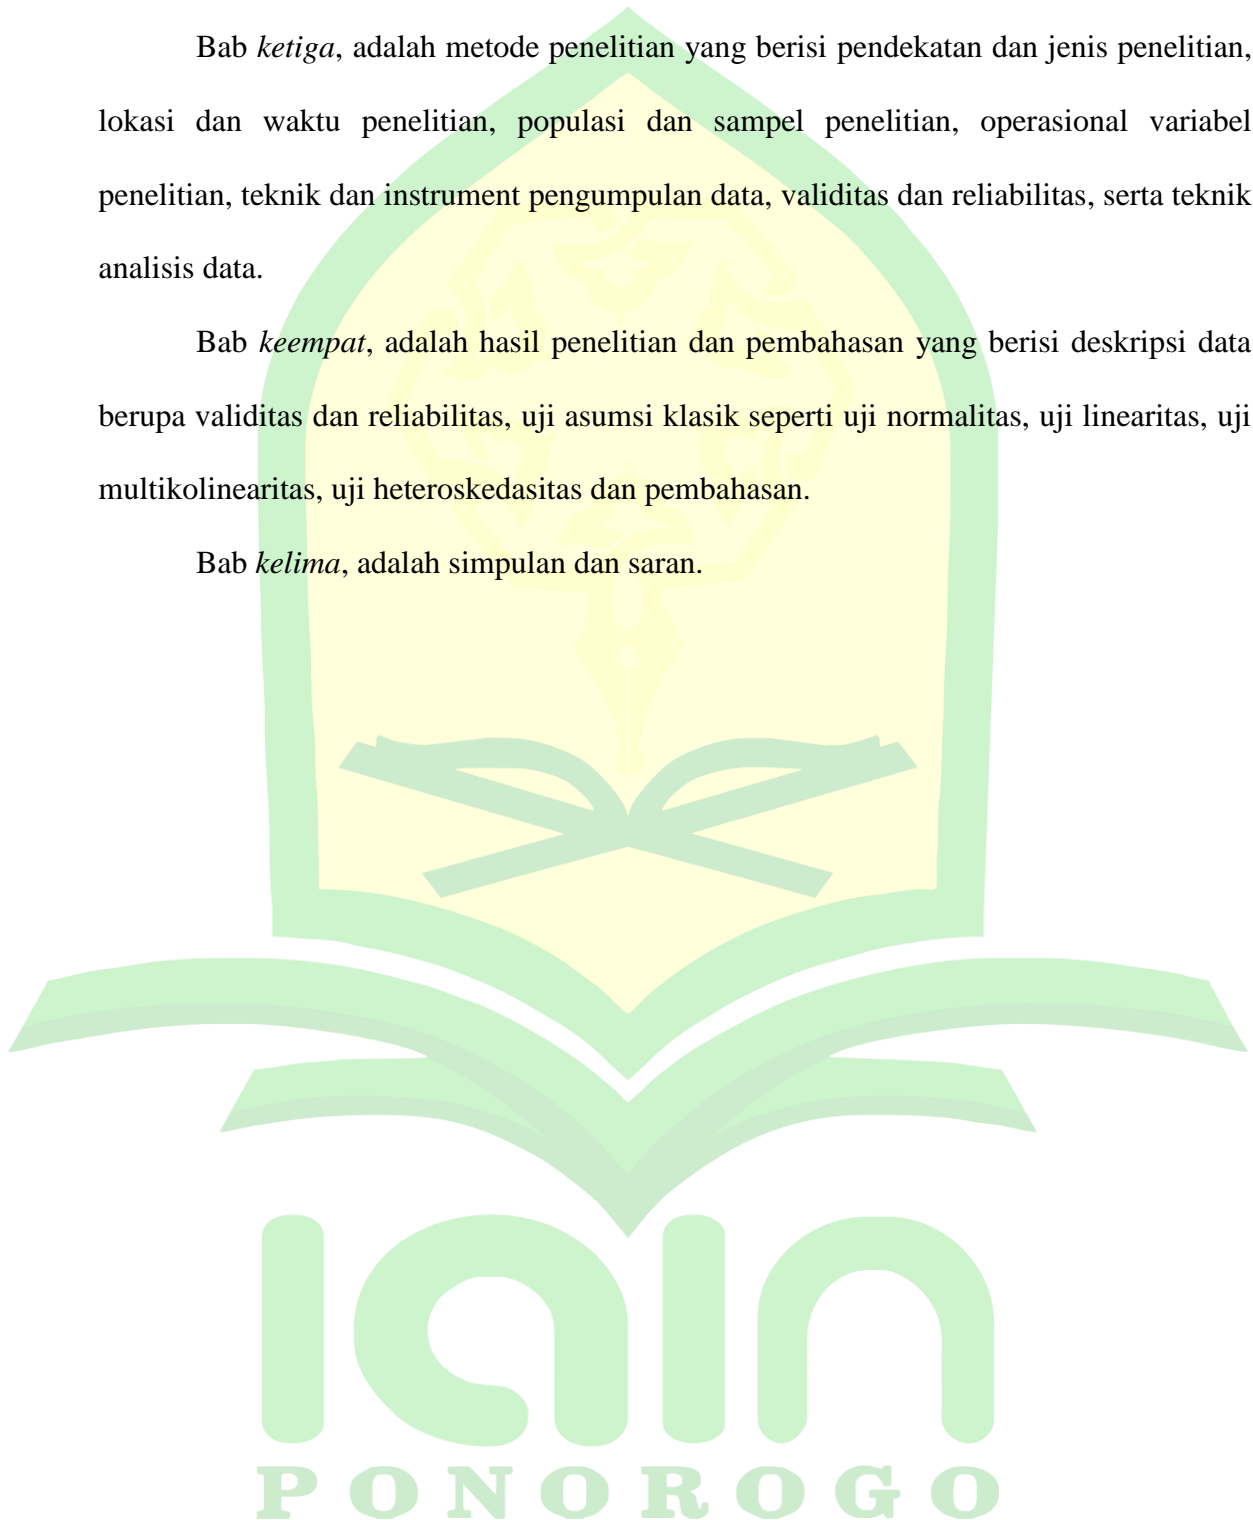 Bab ketiga, adalah metode penelitian yang berisi pendekatan dan jenis penelitian,
lokasi dan waktu penelitian, populasi dan sampel penelitian, operasional variabel
penelitian, teknik dan instrument pengumpulan data, validitas dan reliabilitas, serta teknik
analisis data.
Bab keempat, adalah hasil penelitian dan pembahasan yang berisi deskripsi data
berupa validitas dan reliabilitas, uji asumsi klasik seperti uji normalitas, uji linearitas, uji
multikolinearitas, uji heteroskedasitas dan pembahasan.
Bab kelima, adalah simpulan dan saran.
iain
PONOROGO